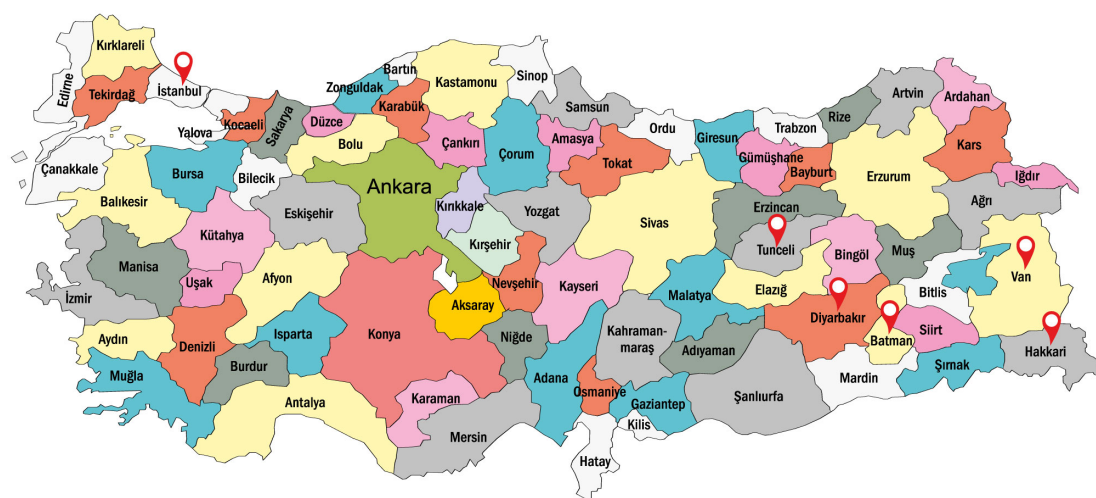 Kırklareli
Edirne
Tekirdağ
İstanbul
Yalova
Kocaeli
Sakarya
Düzce
Zonguldak
Bartın
Karabük
Kastamonu
Sinop
Samsun
Bolu
Çankırı
Çorum
Amasya
Tokat
Ordu
Giresun
Trabzon
Rize
Artvin
Ardahan
Kars
Gümüşhane
Bayburt
Erzurum
Iğdır
Ağrı
Çanakkale
Balıkesir
Bursa
Bilecik
Eskişehir
Ankara
Kırıkkale
Yozgat
Kırşehir
Sivas
Erzincan
Tunceli
Bingöl
Muş
Bitlis
Van
Kütahya
Manisa
Uşak
Afyon
İzmir
Aydın
Denizli
Isparta
Burdur
Muğla
Antalya
Konya
Aksaray
Nevşehir
Kayseri
Niğde
Karaman
Mersin
Adana
Kahraman-
maraş
Osmaniye
Hatay
Kilis
Gaziantep
Malatya
Elazığ
Adıyaman
Şanlıurfa
Diyarbakır
Batman
Siirt
Mardin
Şırnak
Hakkari